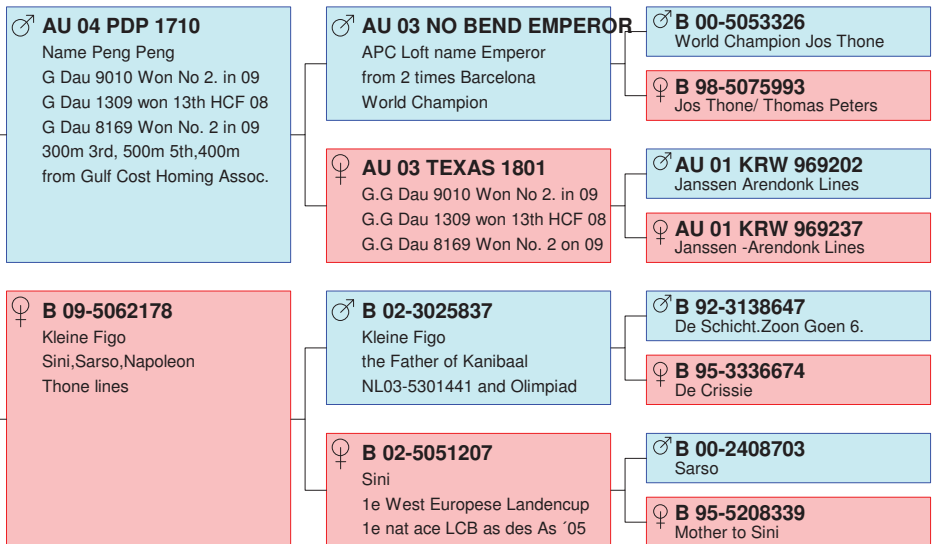 AU 04 PDP 1710
Name Peng Peng
G Dau 9010 Won No 2. in 09
G Dau 1309 won 13th HCF 08
G Dau 8169 Won No. 2 in 09
300m 3rd, 500m 5th,400m
from Gulf Cost Homing Assoc.
B 09-5062178
Kleine Figo
Sini,Sarso,Napoleon
Thone lines
AU 03 NO BEND EMPEROR
APC Loft name Emperor
from 2 times Barcelona
World Champion
AU 03 TEXAS 1801
G.G Dau 9010 Won No 2. in 09
G.G Dau 1309 won 13th HCF 08
G.G Dau 8169 Won No. 2 on 09
B 02-3025837
Kleine Figo
the Father of Kanibaal
NL03-5301441 and Olimpiad
B 02-5051207
Sini
1e West Europese Landencup
1e nat ace LCB as des As ´05
B 00-5053326
World Champion Jos Thone
B 98-5075993
Jos Thone/ Thomas Peters
AU 01 KRW 969202
Janssen Arendonk Lines
AU 01 KRW 969237
Janssen -Arendonk Lines
B 92-3138647
De Schicht.Zoon Goen 6.
B 95-3336674
De Crissie
B 00-2408703
Sarso
B 95-5208339
Mother to Sini